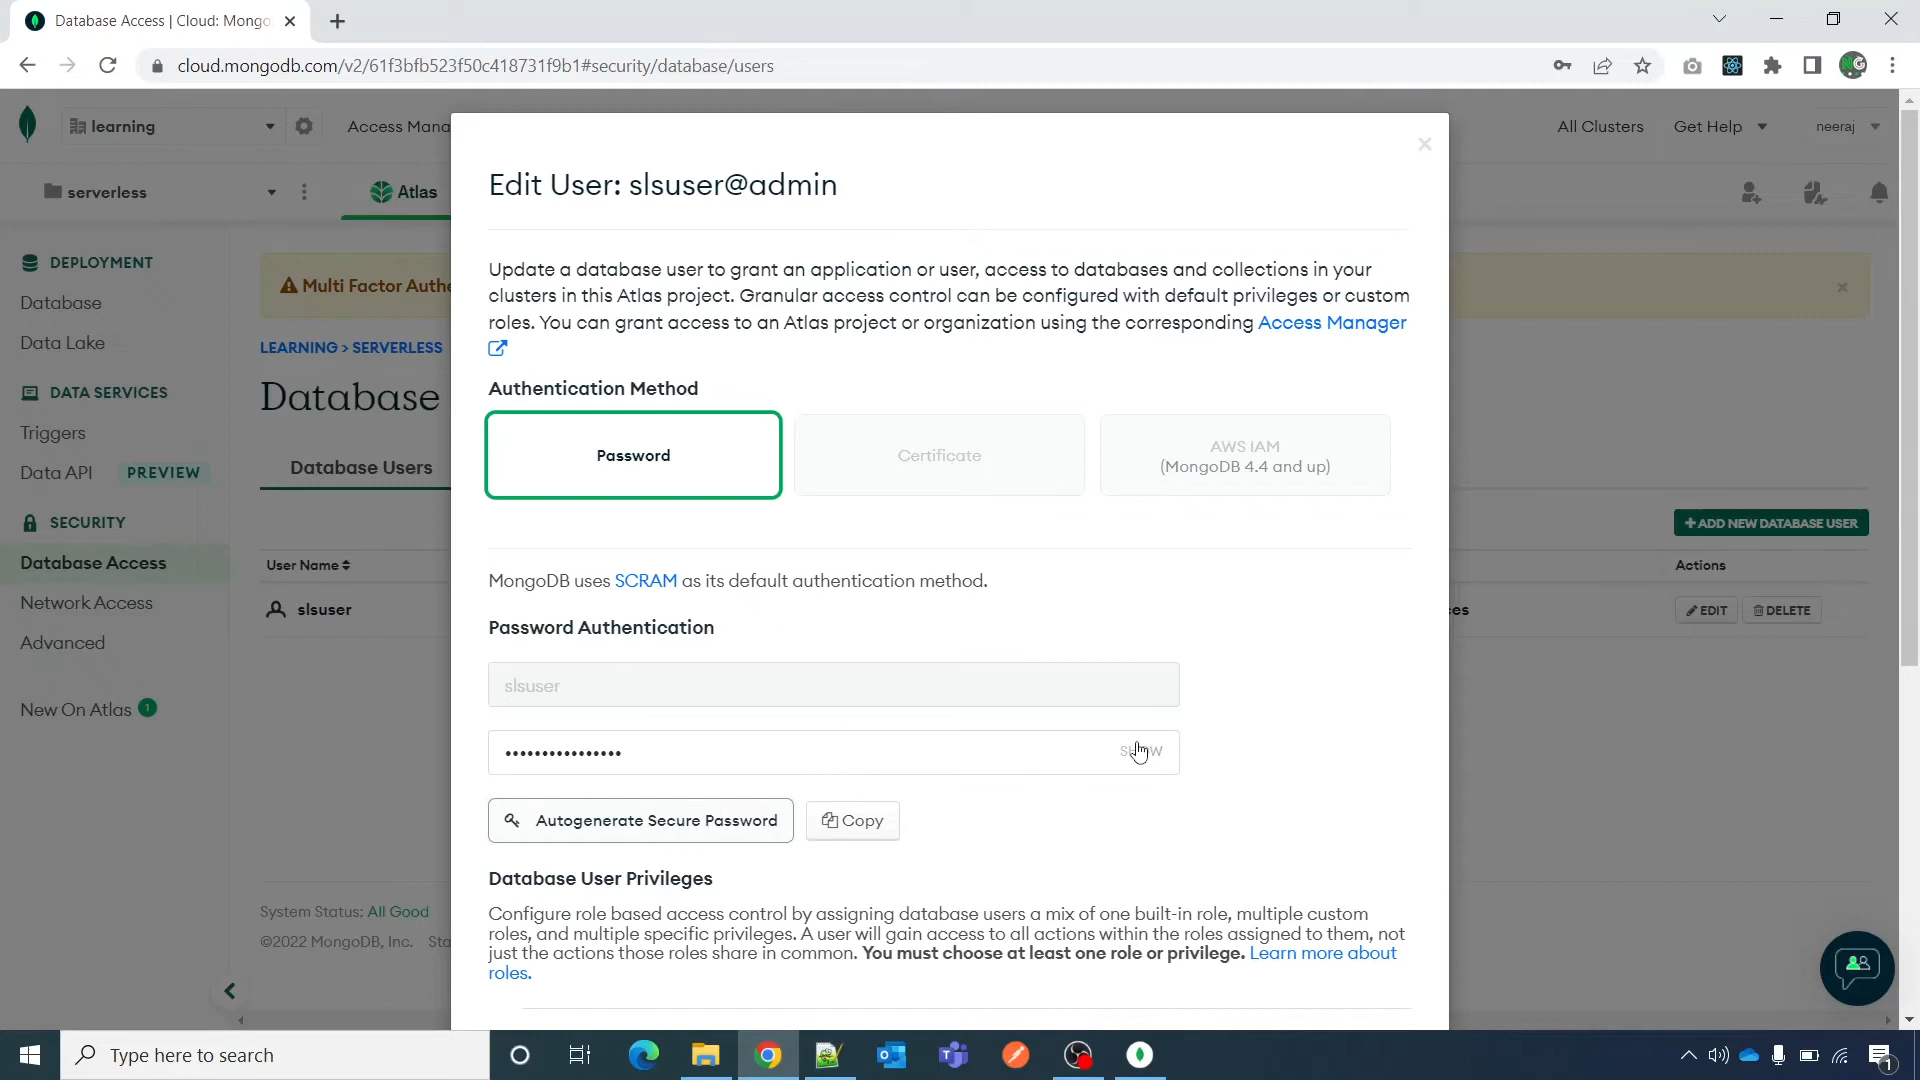 Database Access | Cloud: Mongo
cloud.mongodb.com/v2/61f3bfb523f50c418731f9b1#security/database/users
NG
learning
Access Mana
All Clusters
Get Help
neeraj
serverless
Atlas
DEPLOYMENT
Database
Data Lake
DATA SERVICES
Triggers
Data API PREVIEW
SECURITY
Database Access
Network Access
Advanced
New On Atlas 1
Multi Factor Authe
LEARNING > SERVERLESS
Database
Database Users
User Name
slsuser
System Status: All Good
©2022 MongoDB, Inc. Sta
Edit User: slsuser@admin
Update a database user to grant an application or user, access to databases and collections in your
clusters in this Atlas project. Granular access control can be configured with default privileges or custom
roles. You can grant access to an Atlas project or organization using the corresponding Access Manager
Authentication Method
Password
Certificate
AWS IAM
(MongoDB 4.4 and up)
MongoDB uses SCRAM as its default authentication method.
Password Authentication
slsuser
••••••••••••••••
SHOW
Autogenerate Secure Password
Copy
Database User Privileges
Configure role based access control by assigning database users a mix of one built-in role, multiple custom
roles, and multiple specific privileges. A user will gain access to all actions within the roles assigned to them, not
just the actions those roles share in common. You must choose at least one role or privilege. Learn more about
roles.
+ ADD NEW DATABASE USER
Actions
ces
EDIT
DELETE
Type here to search
1